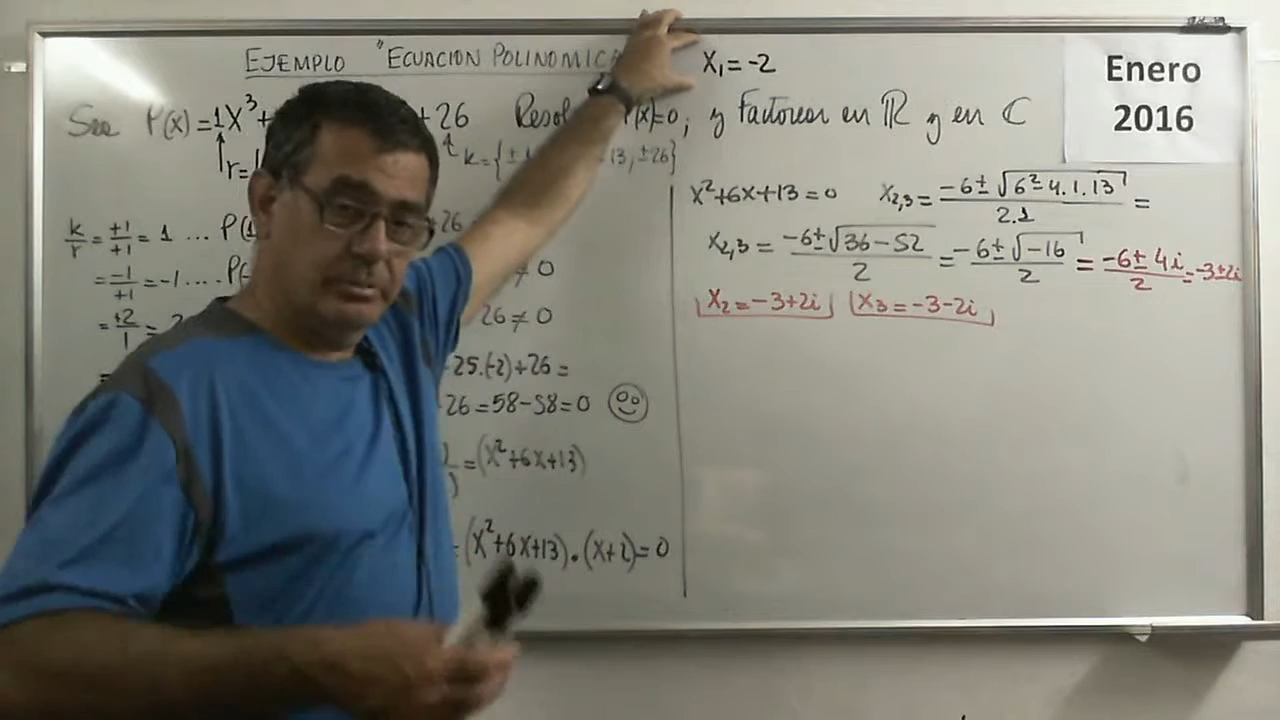 EJEMPLO "ECUACION POLINOMICA
X₁=-2
Sea P(x)=1X³+ +26 Resol P(x)=0; y Factorear en ℝ y en ℂ
r= k={±1 13,±26}
k/r = +1/+1 = 1 ... P(1 +26
= -1/+1 = -1 .... P(- ≠ 0
= +2/1 = 2 26≠0
25.(-2)+26=
26=58-58=0
=(X²+6X+13)
=(X²+6X+13).(X+2)=0
X²+6X+13=0 X₂,₃ = -6±√6²-4.1.13 / 2.1 =
X₂,₃ = -6±√36-52 / 2 = -6±√-16 / 2 = -6±4i / 2 = -3±2i
X₂=-3+2i X₃=-3-2i
Enero
2016